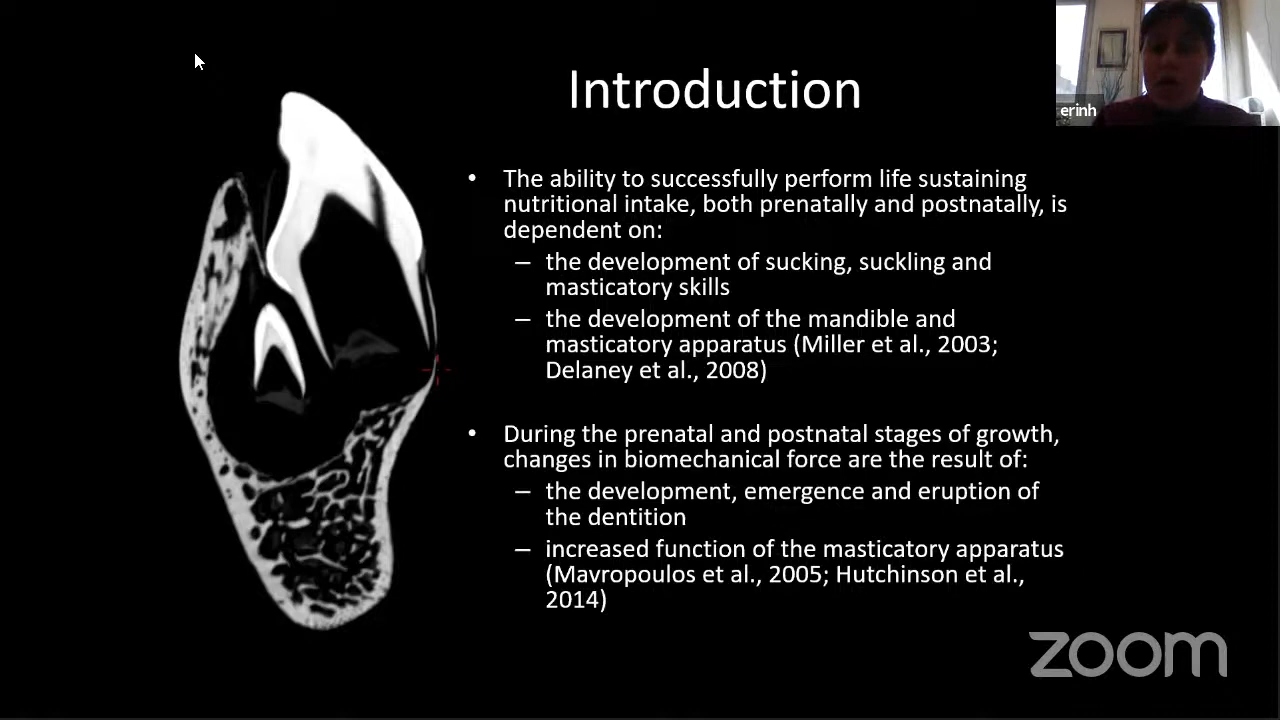 Introduction
erinh
• The ability to successfully perform life sustaining
nutritional intake, both prenatally and postnatally, is
dependent on:
– the development of sucking, suckling and
masticatory skills
– the development of the mandible and
masticatory apparatus (Miller et al., 2003;
Delaney et al., 2008)
• During the prenatal and postnatal stages of growth,
changes in biomechanical force are the result of:
– the development, emergence and eruption of
the dentition
– increased function of the masticatory apparatus
(Mavropoulos et al., 2005; Hutchinson et al.,
2014)
zoom